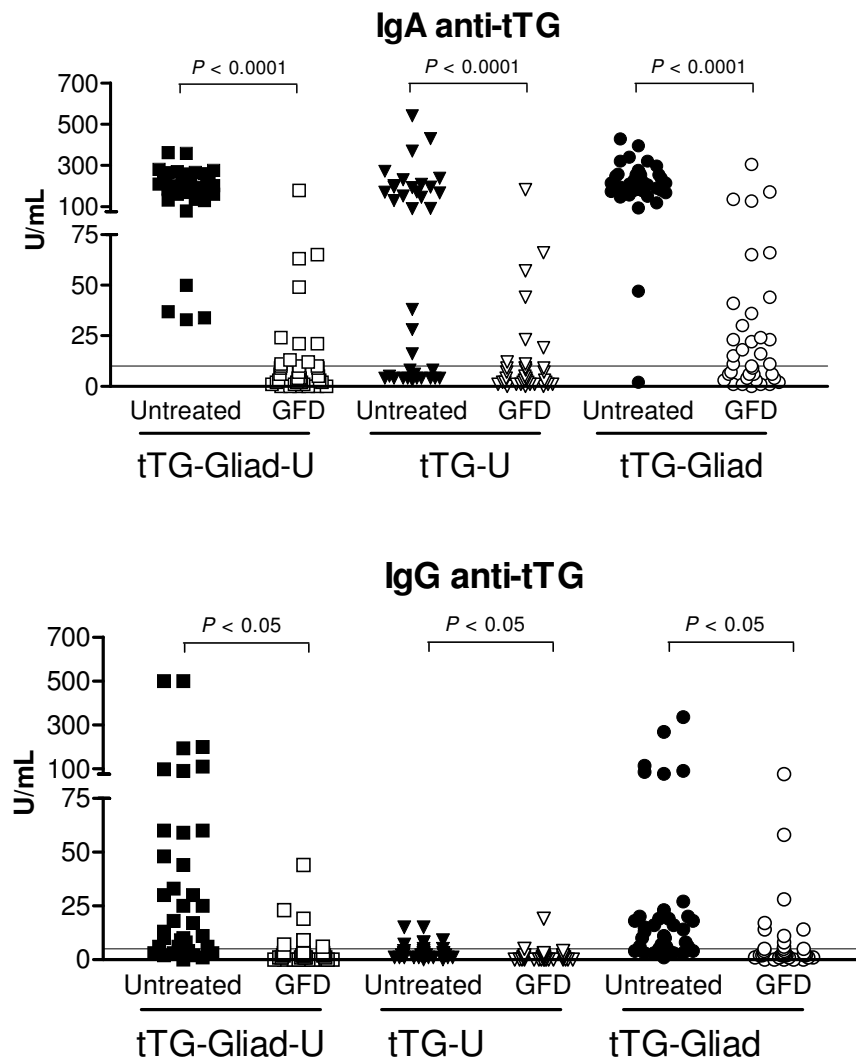 IgA anti-tTG
P < 0.0001 P < 0.0001 P < 0.0001
700
500
300
100
75
50
25
0
U/mL
Untreated GFD Untreated GFD Untreated GFD
tTG-Gliad-U tTG-U tTG-Gliad
IgG anti-tTG
P < 0.05 P < 0.05 P < 0.05
700
500
300
100
75
50
25
0
U/mL
Untreated GFD Untreated GFD Untreated GFD
tTG-Gliad-U tTG-U tTG-Gliad